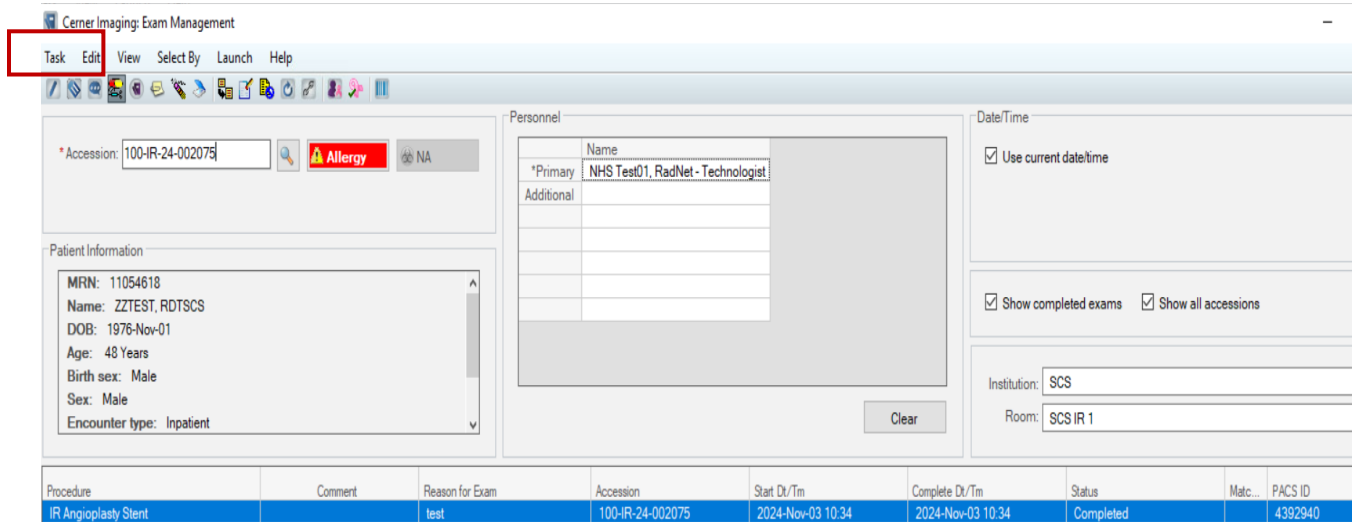 Cerner Imaging: Exam Management
Task Edit View Select By Launch Help
Personnel
Date/Time
*Accession: 100-IR-24-002075 Allergy NA
Name
*Primary NHS Test01, RadNet - Technologist
Additional
Use current date/time
Patient Information
MRN: 11054618
Name: ZZTEST, RDTSCS
DOB: 1976-Nov-01
Age: 48 Years
Birth sex: Male
Sex: Male
Encounter type: Inpatient
Show completed exams Show all accessions
Institution: SCS
Room: SCS IR 1
Clear
Procedure Comment Reason for Exam Accession Start Dt/Tm Complete Dt/Tm Status Matc... PACS ID
IR Angioplasty Stent test 100-IR-24-002075 2024-Nov-03 10:34 2024-Nov-03 10:34 Completed 4392940